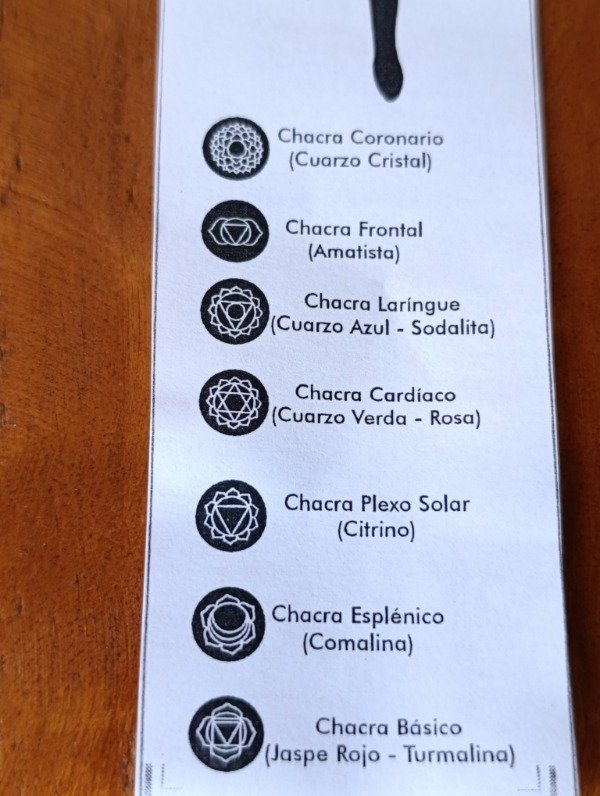 Chacra Coronario
(Cuarzo Cristal)
Chacra Frontal
(Amatista)
Chacra Laríngue
(Cuarzo Azul - Sodalita)
Chacra Cardíaco
(Cuarzo Verda - Rosa)
Chacra Plexo Solar
(Citrino)
Chacra Esplénico
(Comalina)
Chacra Básico
(Jaspe Rojo - Turmalina)